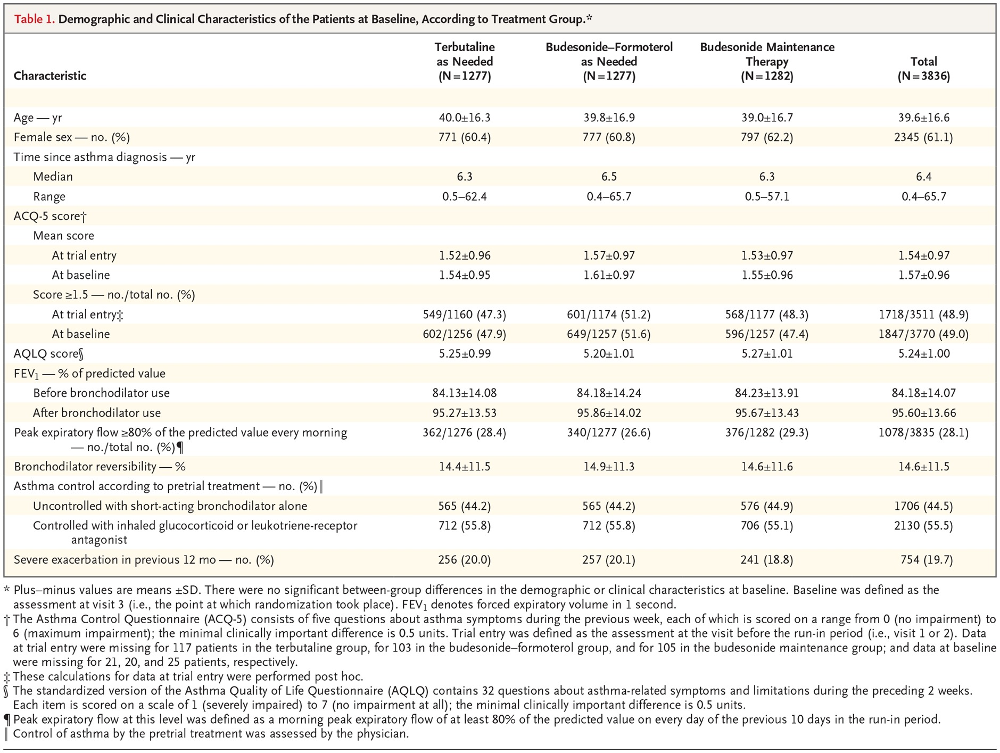 Table 1. Demographic and Clinical Characteristics of the Patients at Baseline, According to Treatment Group.*
Characteristic Terbutaline as Needed (N=1277) Budesonide–Formoterol as Needed (N=1277) Budesonide Maintenance Therapy (N=1282) Total (N=3836)
Age — yr 40.0±16.3 39.8±16.9 39.0±16.7 39.6±16.6
Female sex — no. (%) 771 (60.4) 777 (60.8) 797 (62.2) 2345 (61.1)
Time since asthma diagnosis — yr
Median 6.3 6.5 6.3 6.4
Range 0.5–62.4 0.4–65.7 0.5–57.1 0.4–65.7
ACQ-5 score†
Mean score
At trial entry 1.52±0.96 1.57±0.97 1.53±0.97 1.54±0.97
At baseline 1.54±0.95 1.61±0.97 1.55±0.96 1.57±0.96
Score ≥1.5 — no./total no. (%)
At trial entry‡ 549/1160 (47.3) 601/1174 (51.2) 568/1177 (48.3) 1718/3511 (48.9)
At baseline 602/1256 (47.9) 649/1257 (51.6) 596/1257 (47.4) 1847/3770 (49.0)
AQLQ score§ 5.25±0.99 5.20±1.01 5.27±1.01 5.24±1.00
FEV1 — % of predicted value
Before bronchodilator use 84.13±14.08 84.18±14.24 84.23±13.91 84.18±14.07
After bronchodilator use 95.27±13.53 95.86±14.02 95.67±13.43 95.60±13.66
Peak expiratory flow ≥80% of the predicted value every morning 362/1276 (28.4) 340/1277 (26.6) 376/1282 (29.3) 1078/3835 (28.1)
— no./total no. (%)¶
Bronchodilator reversibility — % 14.4±11.5 14.9±11.3 14.6±11.6 14.6±11.5
Asthma control according to pretrial treatment — no. (%)‖
Uncontrolled with short-acting bronchodilator alone 565 (44.2) 565 (44.2) 576 (44.9) 1706 (44.5)
Controlled with inhaled glucocorticoid or leukotriene-receptor 712 (55.8) 712 (55.8) 706 (55.1) 2130 (55.5)
antagonist
Severe exacerbation in previous 12 mo — no. (%) 256 (20.0) 257 (20.1) 241 (18.8) 754 (19.7)
* Plus–minus values are means ±SD. There were no significant between-group differences in the demographic or clinical characteristics at baseline. Baseline was defined as the
assessment at visit 3 (i.e., the point at which randomization took place). FEV1 denotes forced expiratory volume in 1 second.
† The Asthma Control Questionnaire (ACQ-5) consists of five questions about asthma symptoms during the previous week, each of which is scored on a range from 0 (no impairment) to
6 (maximum impairment); the minimal clinically important difference is 0.5 units. Trial entry was defined as the assessment at the visit before the run-in period (i.e., visit 1 or 2). Data
at trial entry were missing for 117 patients in the terbutaline group, for 103 in the budesonide–formoterol group, and for 105 in the budesonide maintenance group; and data at baseline
were missing for 21, 20, and 25 patients, respectively.
‡ These calculations for data at trial entry were performed post hoc.
§ The standardized version of the Asthma Quality of Life Questionnaire (AQLQ) contains 32 questions about asthma-related symptoms and limitations during the preceding 2 weeks.
Each item is scored on a scale of 1 (severely impaired) to 7 (no impairment at all); the minimal clinically important difference is 0.5 units.
¶ Peak expiratory flow at this level was defined as a morning peak expiratory flow of at least 80% of the predicted value on every day of the previous 10 days in the run-in period.
‖ Control of asthma by the pretrial treatment was assessed by the physician.